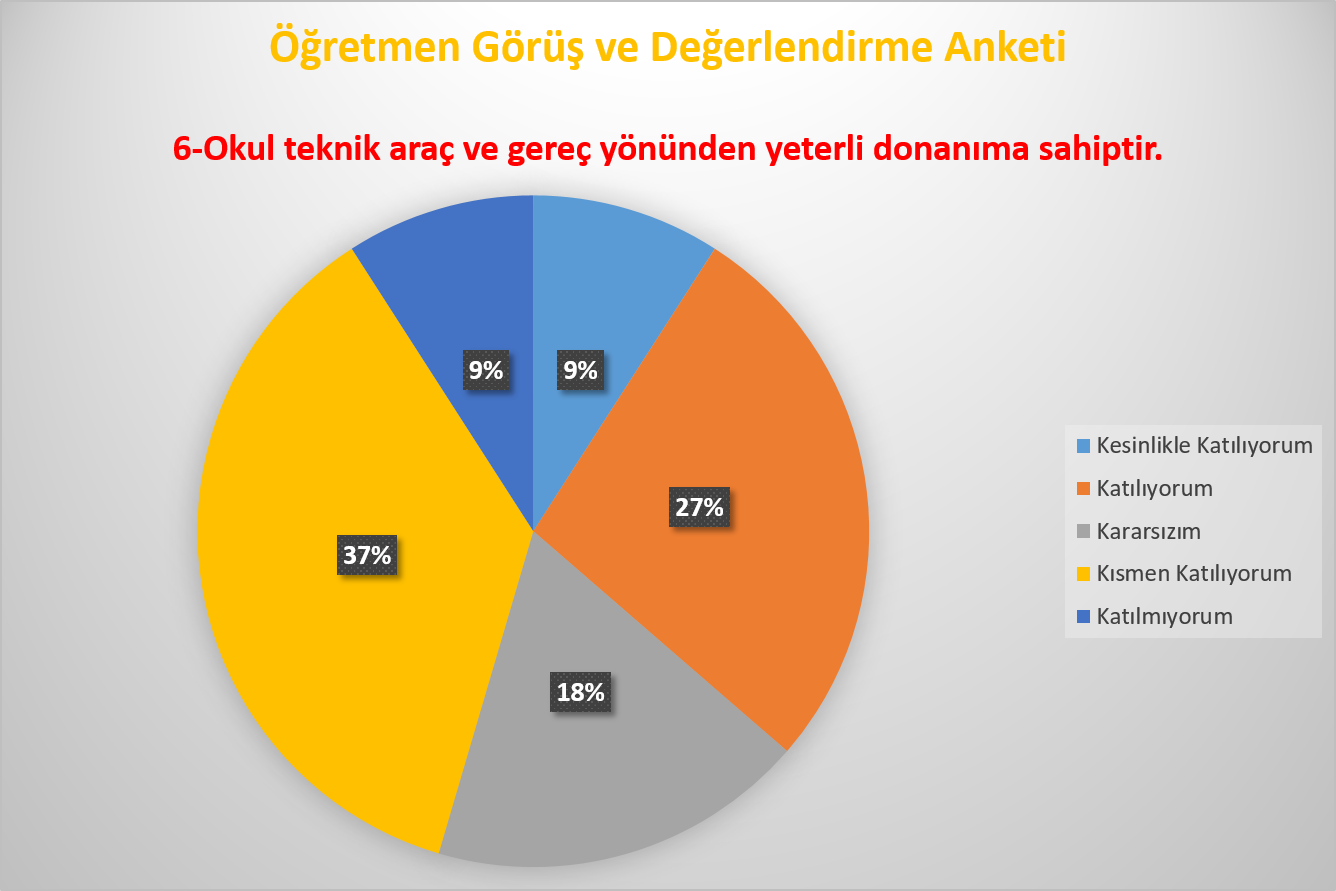 Öğretmen Görüş ve Değerlendirme Anketi
6-Okul teknik araç ve gereç yönünden yeterli donanıma sahiptir.
9%
9%
27%
37%
18%
Kesinlikle Katılıyorum
Katılıyorum
Kararsızım
Kısmen Katılıyorum
Katılmıyorum